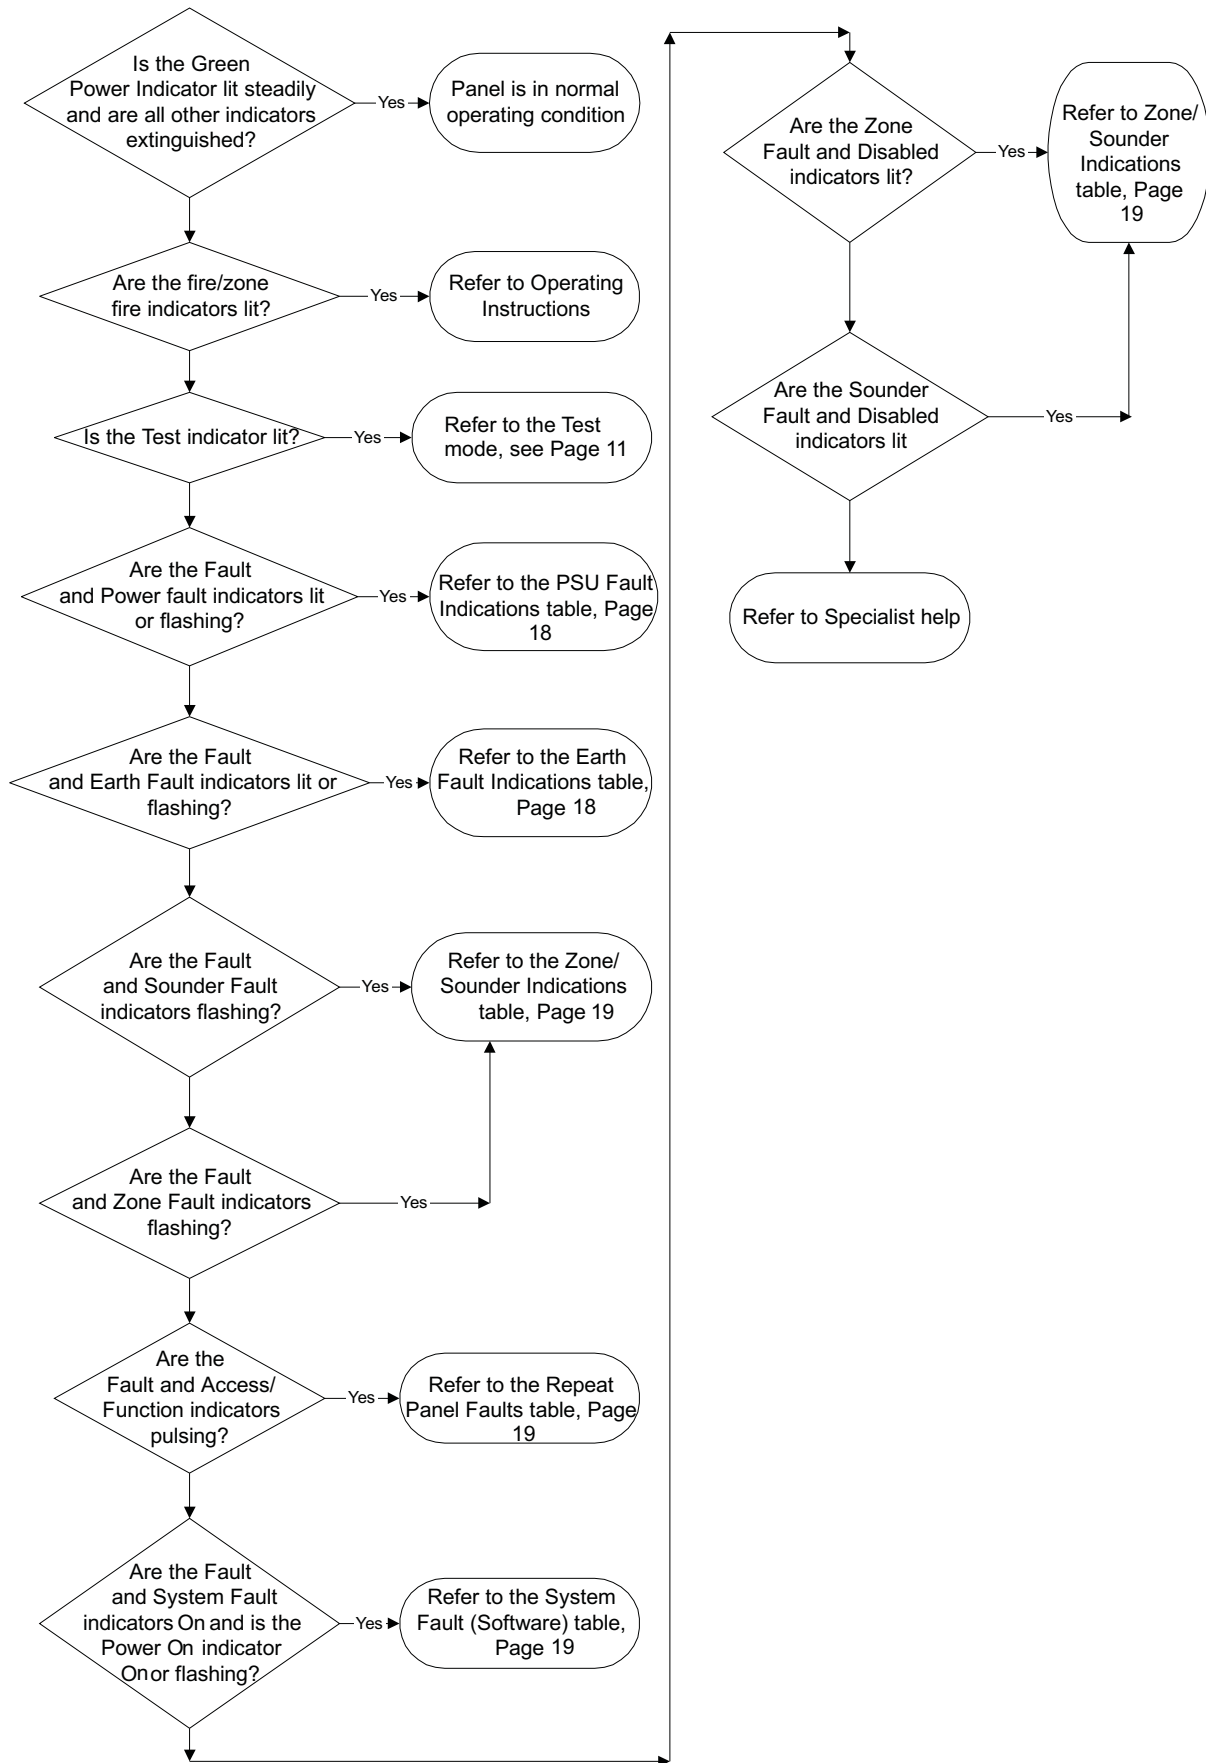 Is the Green
Power Indicator lit steadily
and are all other indicators
extinguished?
Yes
Panel is in normal
operating condition
Are the fire/zone
fire indicators lit?
Yes
Refer to Operating
Instructions
Is the Test indicator lit?
Yes
Refer to the Test
mode, see Page 11
Are the Fault
and Power fault indicators lit
or flashing?
Yes
Refer to the PSU Fault
Indications table, Page
18
Are the Fault
and Earth Fault indicators lit or
flashing?
Yes
Refer to the Earth
Fault Indications table,
Page 18
Are the Fault
and Sounder Fault
indicators flashing?
Yes
Refer to the Zone/
Sounder Indications
table, Page 19
Are the Fault
and Zone Fault indicators
flashing?
Yes
Are the
Fault and Access/
Function indicators
pulsing?
Yes
Refer to the Repeat
Panel Faults table, Page
19
Are the Fault
and System Fault
indicators On and is the
Power On indicator
On or flashing?
Yes
Refer to the System
Fault (Software) table,
Page 19
Are the Zone
Fault and Disabled
indicators lit?
Yes
Refer to Zone/
Sounder
Indications
table, Page
19
Are the Sounder
Fault and Disabled
indicators lit
Yes
Refer to Specialist help